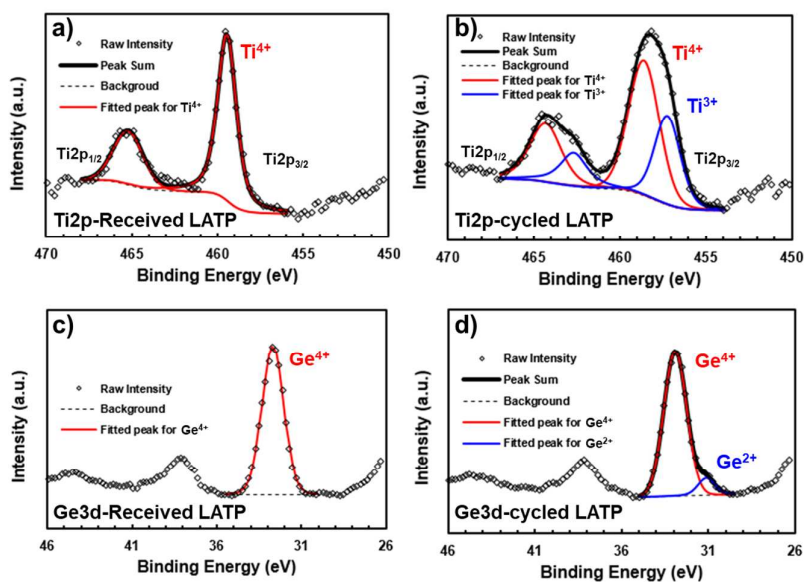 a)
Raw Intensity
Peak Sum
Background
Fitted peak for Ti4+
Ti4+
Ti2p1/2
Ti2p3/2
Ti2p-Received LATP
Intensity (a.u.)
470 465 460 455 450
Binding Energy (eV)
b)
Raw Intensity
Peak Sum
Background
Fitted peak for Ti4+
Fitted peak for Ti3+
Ti4+
Ti3+
Ti2p1/2
Ti2p3/2
Ti2p-cycled LATP
Intensity (a.u.)
470 465 460 455 450
Binding Energy (eV)
c)
Raw Intensity
Background
Fitted peak for Ge4+
Ge4+
Ge3d-Received LATP
Intensity (a.u.)
46 41 36 31 26
Binding Energy (eV)
d)
Raw Intensity
Peak Sum
Background
Fitted peak for Ge4+
Fitted peak for Ge2+
Ge4+
Ge2+
Ge3d-cycled LATP
Intensity (a.u.)
46 41 36 31 26
Binding Energy (eV)